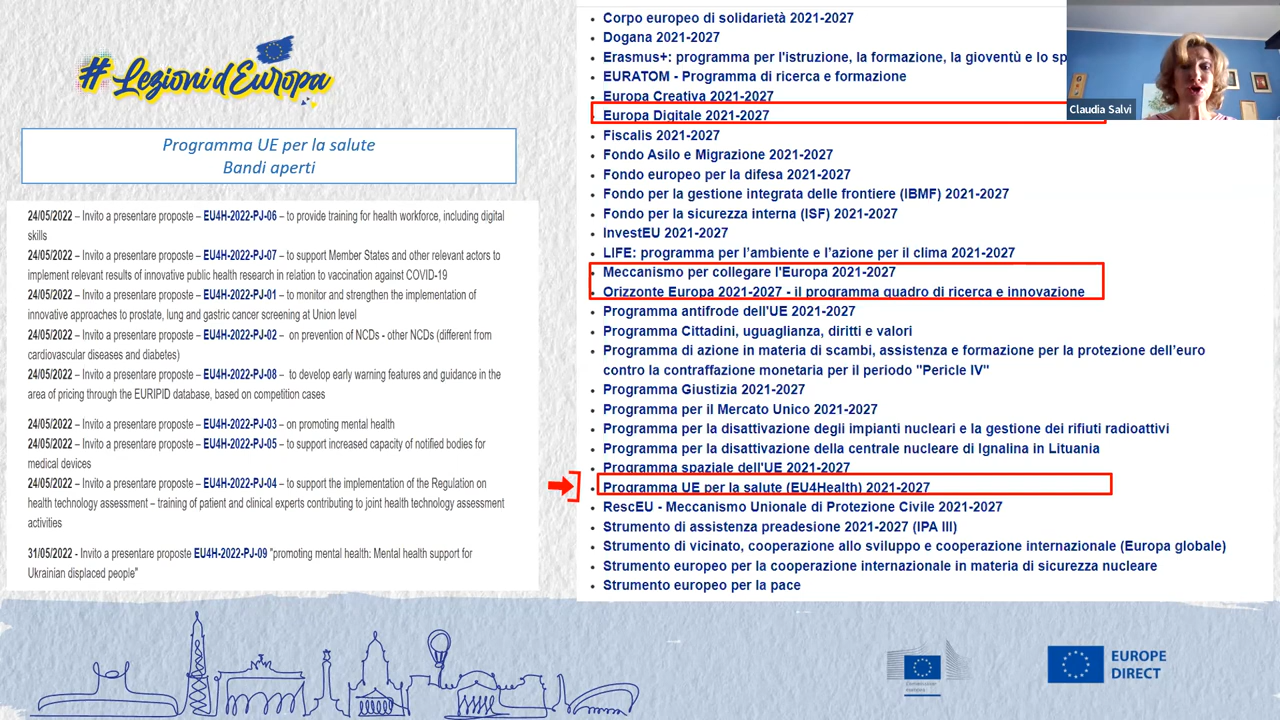 #Lezioni d'Europa
Programma UE per la salute
Bandi aperti
24/05/2022 – Invito a presentare proposte – EU4H-2022-PJ-06 – to provide training for health workforce, including digital
skills
24/05/2022 – Invito a presentare proposte – EU4H-2022-PJ-07 – to support Member States and other relevant actors to
implement relevant results of innovative public health research in relation to vaccination against COVID-19
24/05/2022 – Invito a presentare proposte – EU4H-2022-PJ-01 – to monitor and strengthen the implementation of
innovative approaches to prostate, lung and gastric cancer screening at Union level
24/05/2022 – Invito a presentare proposte – EU4H-2022-PJ-02 – on prevention of NCDs - other NCDs (different from
cardiovascular diseases and diabetes)
24/05/2022 – Invito a presentare proposte – EU4H-2022-PJ-08 – to develop early warning features and guidance in the
area of pricing through the EURIPID database, based on competition cases
24/05/2022 – Invito a presentare proposte – EU4H-2022-PJ-03 – on promoting mental health
24/05/2022 – Invito a presentare proposte – EU4H-2022-PJ-05 – to support increased capacity of notified bodies for
medical devices
24/05/2022 – Invito a presentare proposte – EU4H-2022-PJ-04 – to support the implementation of the Regulation on
health technology assessment – training of patient and clinical experts contributing to joint health technology assessment
activities
31/05/2022 - Invito a presentare proposte EU4H-2022-PJ-09 "promoting mental health: Mental health support for
Ukrainian displaced people"
• Corpo europeo di solidarietà 2021-2027
• Dogana 2021-2027
• Erasmus+: programma per l'istruzione, la formazione, la gioventù e lo sp
• EURATOM - Programma di ricerca e formazione
• Europa Creativa 2021-2027
• Europa Digitale 2021-2027
• Fiscalis 2021-2027
• Fondo Asilo e Migrazione 2021-2027
• Fondo europeo per la difesa 2021-2027
• Fondo per la gestione integrata delle frontiere (IBMF) 2021-2027
• Fondo per la sicurezza interna (ISF) 2021-2027
• InvestEU 2021-2027
• LIFE: programma per l'ambiente e l'azione per il clima 2021-2027
• Meccanismo per collegare l'Europa 2021-2027
• Orizzonte Europa 2021-2027 - il programma quadro di ricerca e innovazione
• Programma antifrode dell'UE 2021-2027
• Programma Cittadini, uguaglianza, diritti e valori
• Programma di azione in materia di scambi, assistenza e formazione per la protezione dell'euro
contro la contraffazione monetaria per il periodo "Pericle IV"
• Programma Giustizia 2021-2027
• Programma per il Mercato Unico 2021-2027
• Programma per la disattivazione degli impianti nucleari e la gestione dei rifiuti radioattivi
• Programma per la disattivazione della centrale nucleare di Ignalina in Lituania
• Programma spaziale dell'UE 2021-2027
• Programma UE per la salute (EU4Health) 2021-2027
• RescEU - Meccanismo Unionale di Protezione Civile 2021-2027
• Strumento di assistenza preadesione 2021-2027 (IPA III)
• Strumento di vicinato, cooperazione allo sviluppo e cooperazione internazionale (Europa globale)
• Strumento europeo per la cooperazione internazionale in materia di sicurezza nucleare
• Strumento europeo per la pace
Claudia Salvi
Commissione
europea
EUROPE
DIRECT